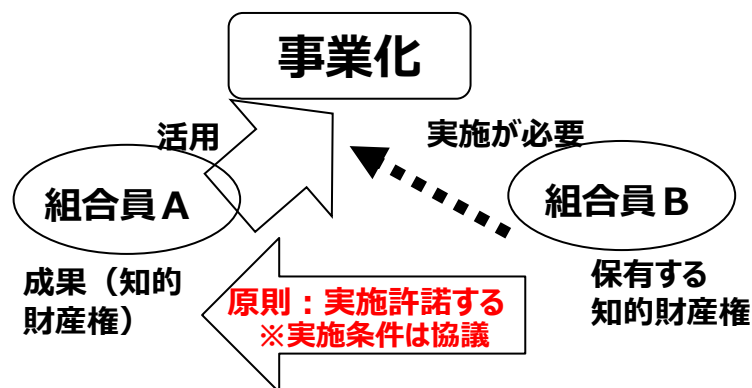 事業化
活用
実施が必要
組合員A
組合員B
成果（知的
財産権）
原則：実施許諾する
※実施条件は協議
保有する
知的財産権